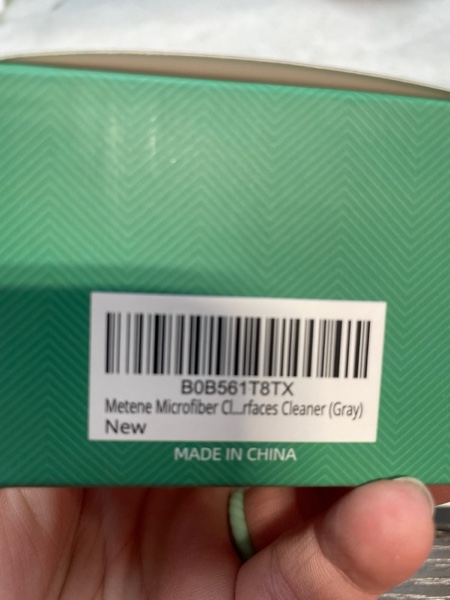 B0B561T8TX
Metene Microfiber Cl...rfaces Cleaner (Gray)
New
MADE IN CHINA